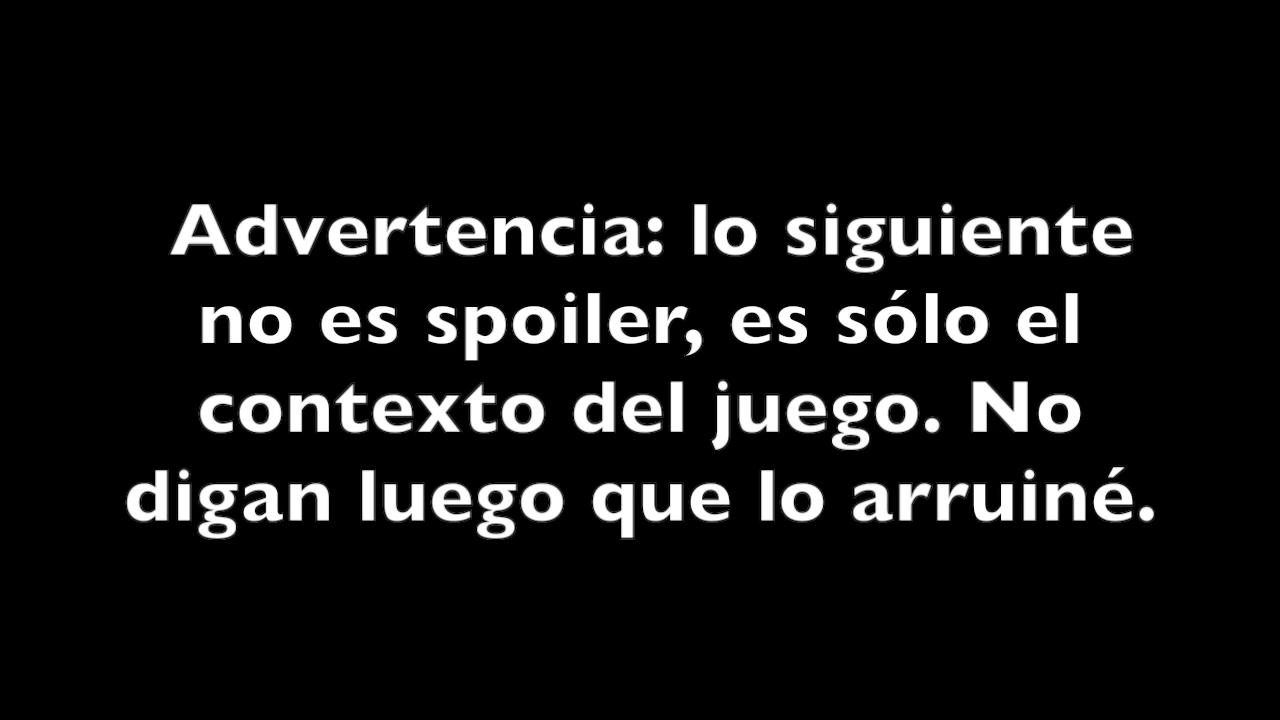 Advertencia: lo siguiente
no es spoiler, es sólo el
contexto del juego. No
digan luego que lo arruiné.